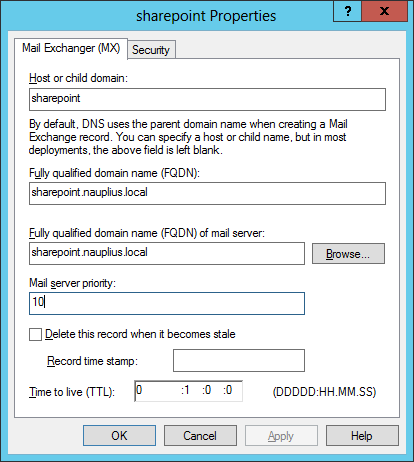 sharepoint Properties
? x
Mail Exchanger (MX) Security
Host or child domain:
sharepoint
By default, DNS uses the parent domain name when creating a Mail
Exchange record. You can specify a host or child name, but in most
deployments, the above field is left blank.
Fully qualified domain name (FQDN):
sharepoint.nauplius.local
Fully qualified domain name (FQDN) of mail server:
sharepoint.nauplius.local Browse...
Mail server priority:
10
Delete this record when it becomes stale
Record time stamp:
Time to live (TTL): 0 :1 :0 :0 (DDDDD:HH.MM.SS)
OK Cancel Apply Help